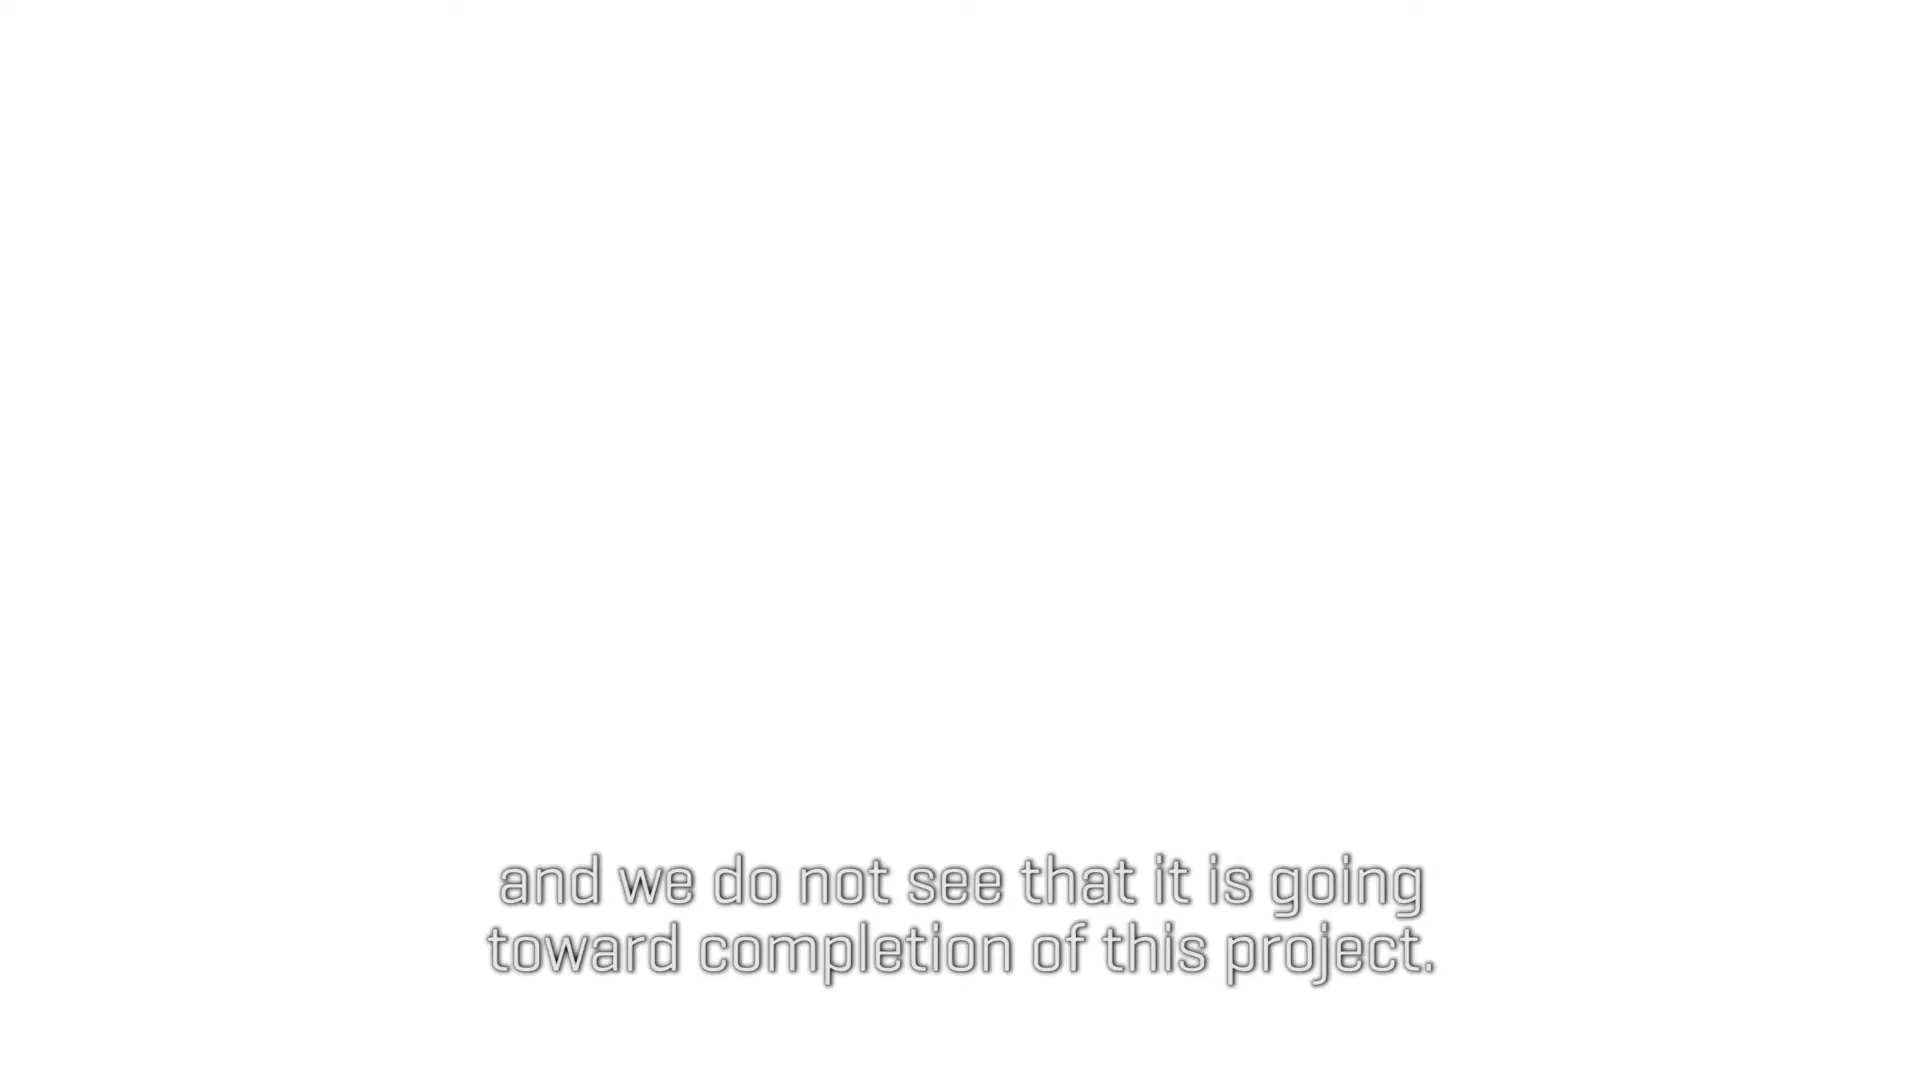 and we do not see that it is going
toward completion of this project.